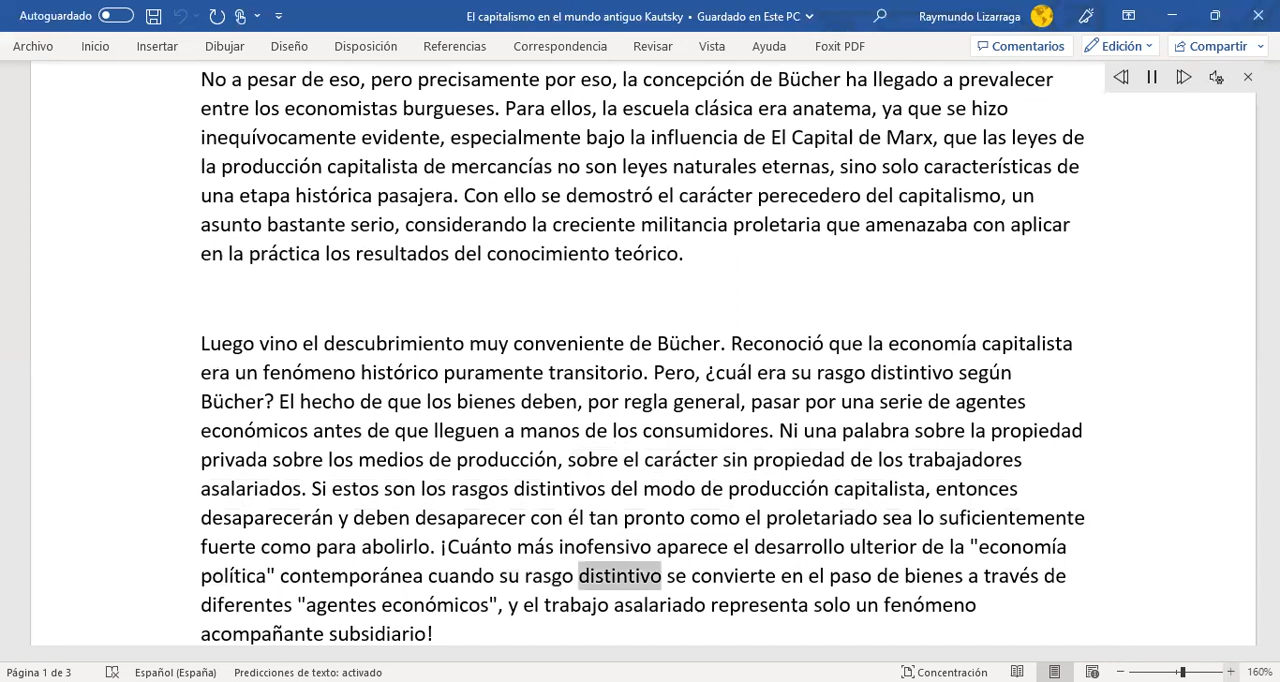 Autoguardado
El capitalismo en el mundo antiguo Kautsky • Guardado en Este PC
Raymundo Lizarraga
Archivo Inicio Insertar Dibujar Diseño Disposición Referencias Correspondencia Revisar Vista Ayuda Foxit PDF Comentarios Edición Compartir
No a pesar de eso, pero precisamente por eso, la concepción de Bücher ha llegado a prevalecer
entre los economistas burgueses. Para ellos, la escuela clásica era anatema, ya que se hizo
inequívocamente evidente, especialmente bajo la influencia de El Capital de Marx, que las leyes de
la producción capitalista de mercancías no son leyes naturales eternas, sino solo características de
una etapa histórica pasajera. Con ello se demostró el carácter perecedero del capitalismo, un
asunto bastante serio, considerando la creciente militancia proletaria que amenazaba con aplicar
en la práctica los resultados del conocimiento teórico.
Luego vino el descubrimiento muy conveniente de Bücher. Reconoció que la economía capitalista
era un fenómeno histórico puramente transitorio. Pero, ¿cuál era su rasgo distintivo según
Bücher? El hecho de que los bienes deben, por regla general, pasar por una serie de agentes
económicos antes de que lleguen a manos de los consumidores. Ni una palabra sobre la propiedad
privada sobre los medios de producción, sobre el carácter sin propiedad de los trabajadores
asalariados. Si estos son los rasgos distintivos del modo de producción capitalista, entonces
desaparecerán y deben desaparecer con él tan pronto como el proletariado sea lo suficientemente
fuerte como para abolirlo. ¡Cuánto más inofensivo aparece el desarrollo ulterior de la "economía
política" contemporánea cuando su rasgo distintivo se convierte en el paso de bienes a través de
diferentes "agentes económicos", y el trabajo asalariado representa solo un fenómeno
acompañante subsidiario!
Página 1 de 3 Español (España) Predicciones de texto: activado Concentración 160%